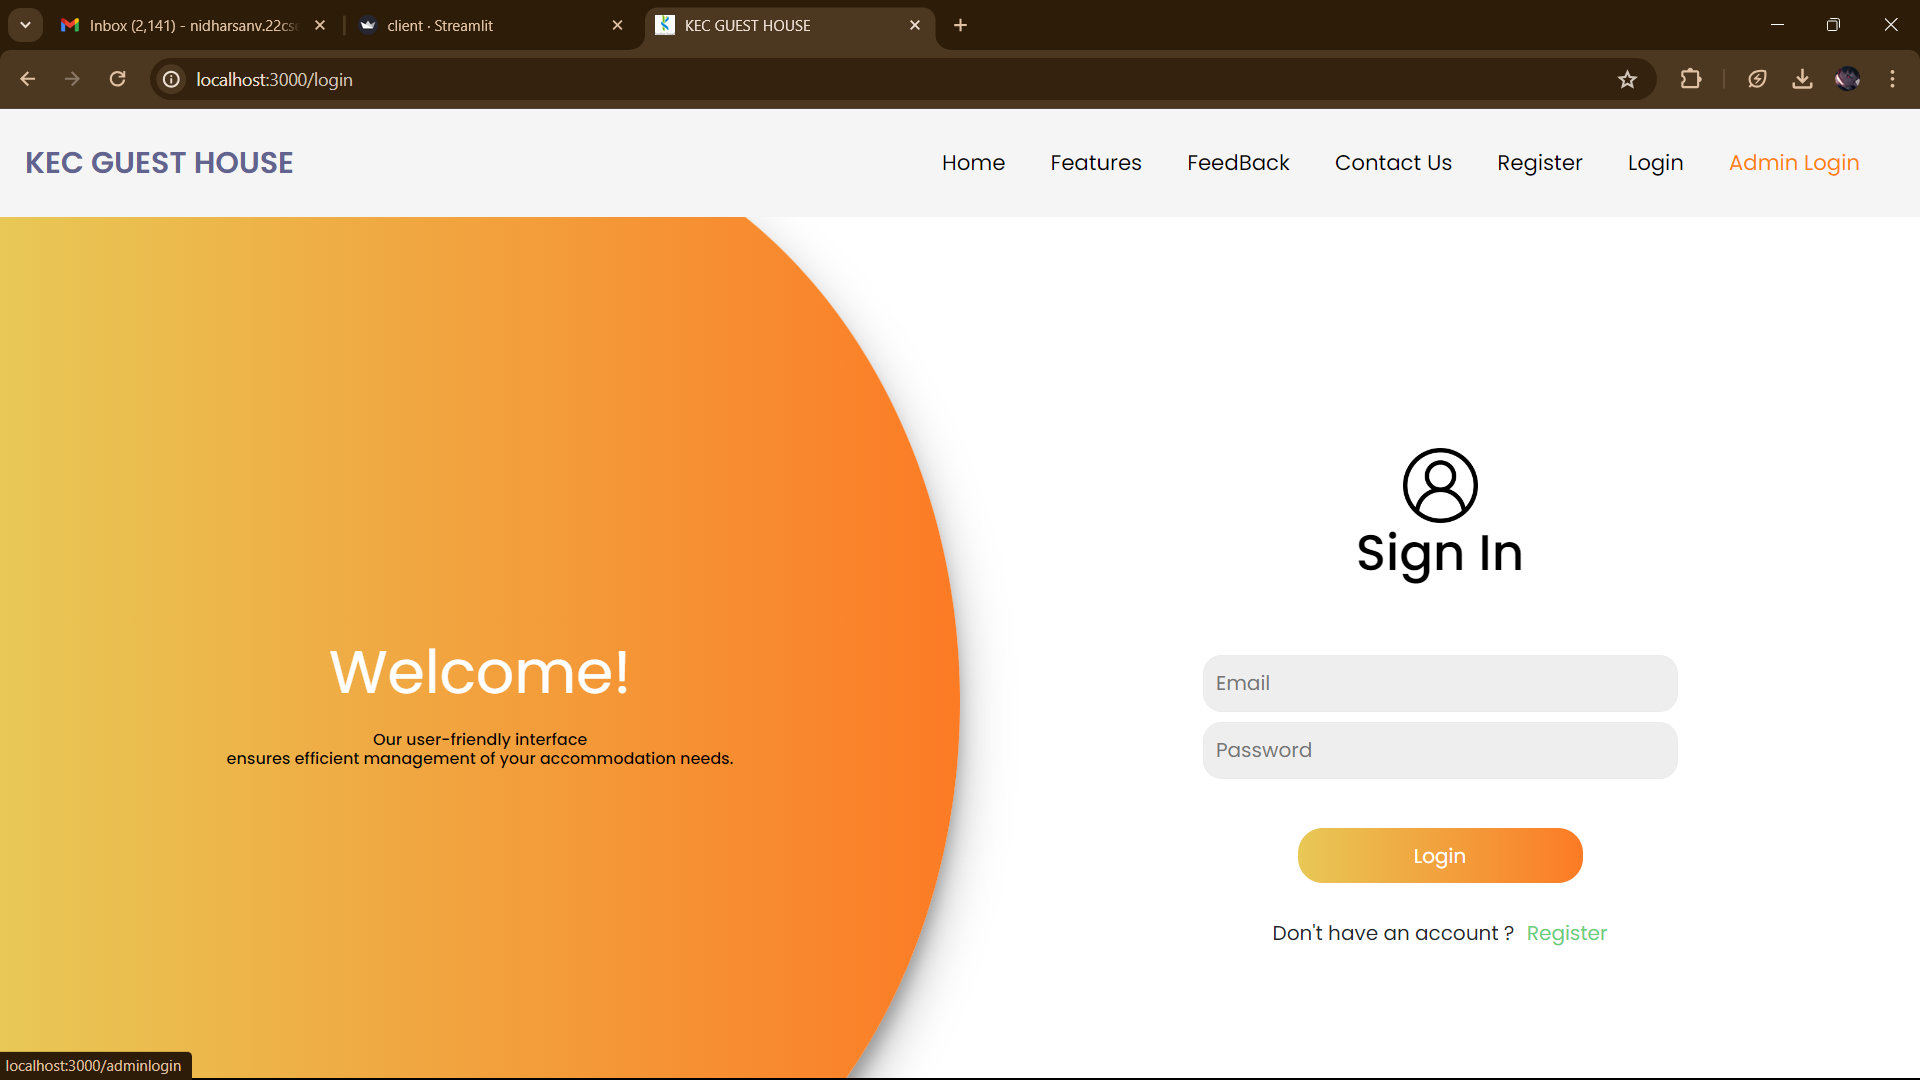 Inbox (2,141) - nidharsanv.22cse
client · Streamlit
KEC GUEST HOUSE
localhost:3000/login
KEC GUEST HOUSE
Home
Features
FeedBack
Contact Us
Register
Login
Admin Login
Welcome!
Our user-friendly interface
ensures efficient management of your accommodation needs.
Sign In
Email
Password
Login
Don't have an account ? Register
localhost:3000/adminlogin